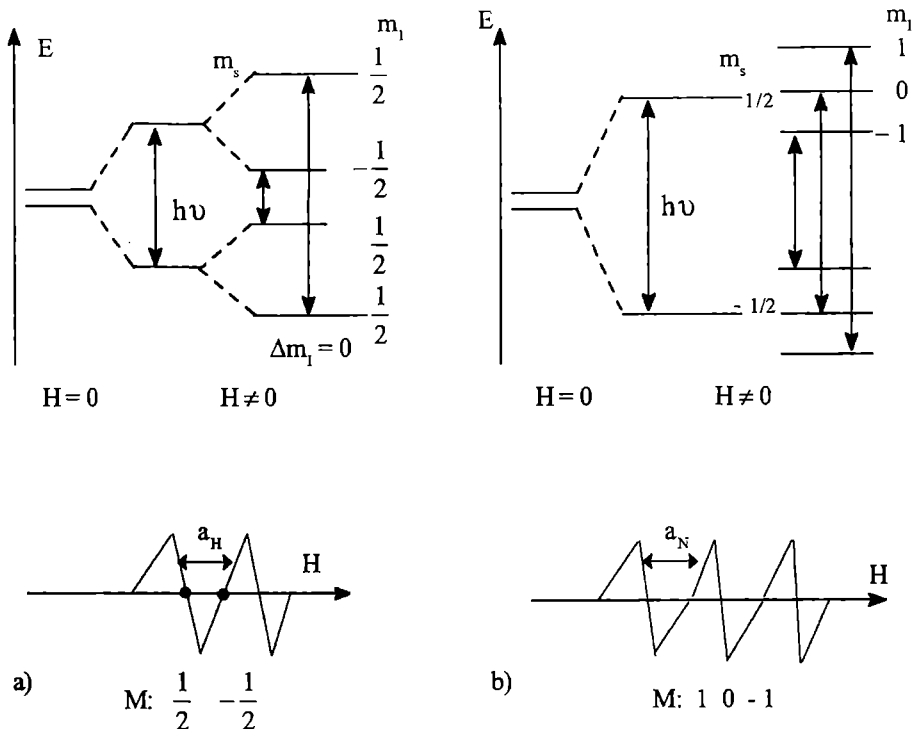 E
m_s
m_I
1/2
-1/2
1/2
1/2
hυ
Δm_I = 0
H = 0
H ≠ 0
E
m_s
m_I
1
0
-1
1/2
- 1/2
hυ
H = 0
H ≠ 0
a_H
H
a)
M: 1/2 -1/2
a_N
H
b)
M: 1 0 -1